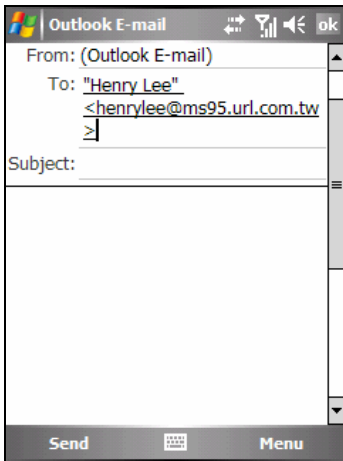 Outlook E-mail ok
From: (Outlook E-mail)
To: "Henry Lee"
<henrylee@ms95.url.com.tw
>
Subject:
Send Menu